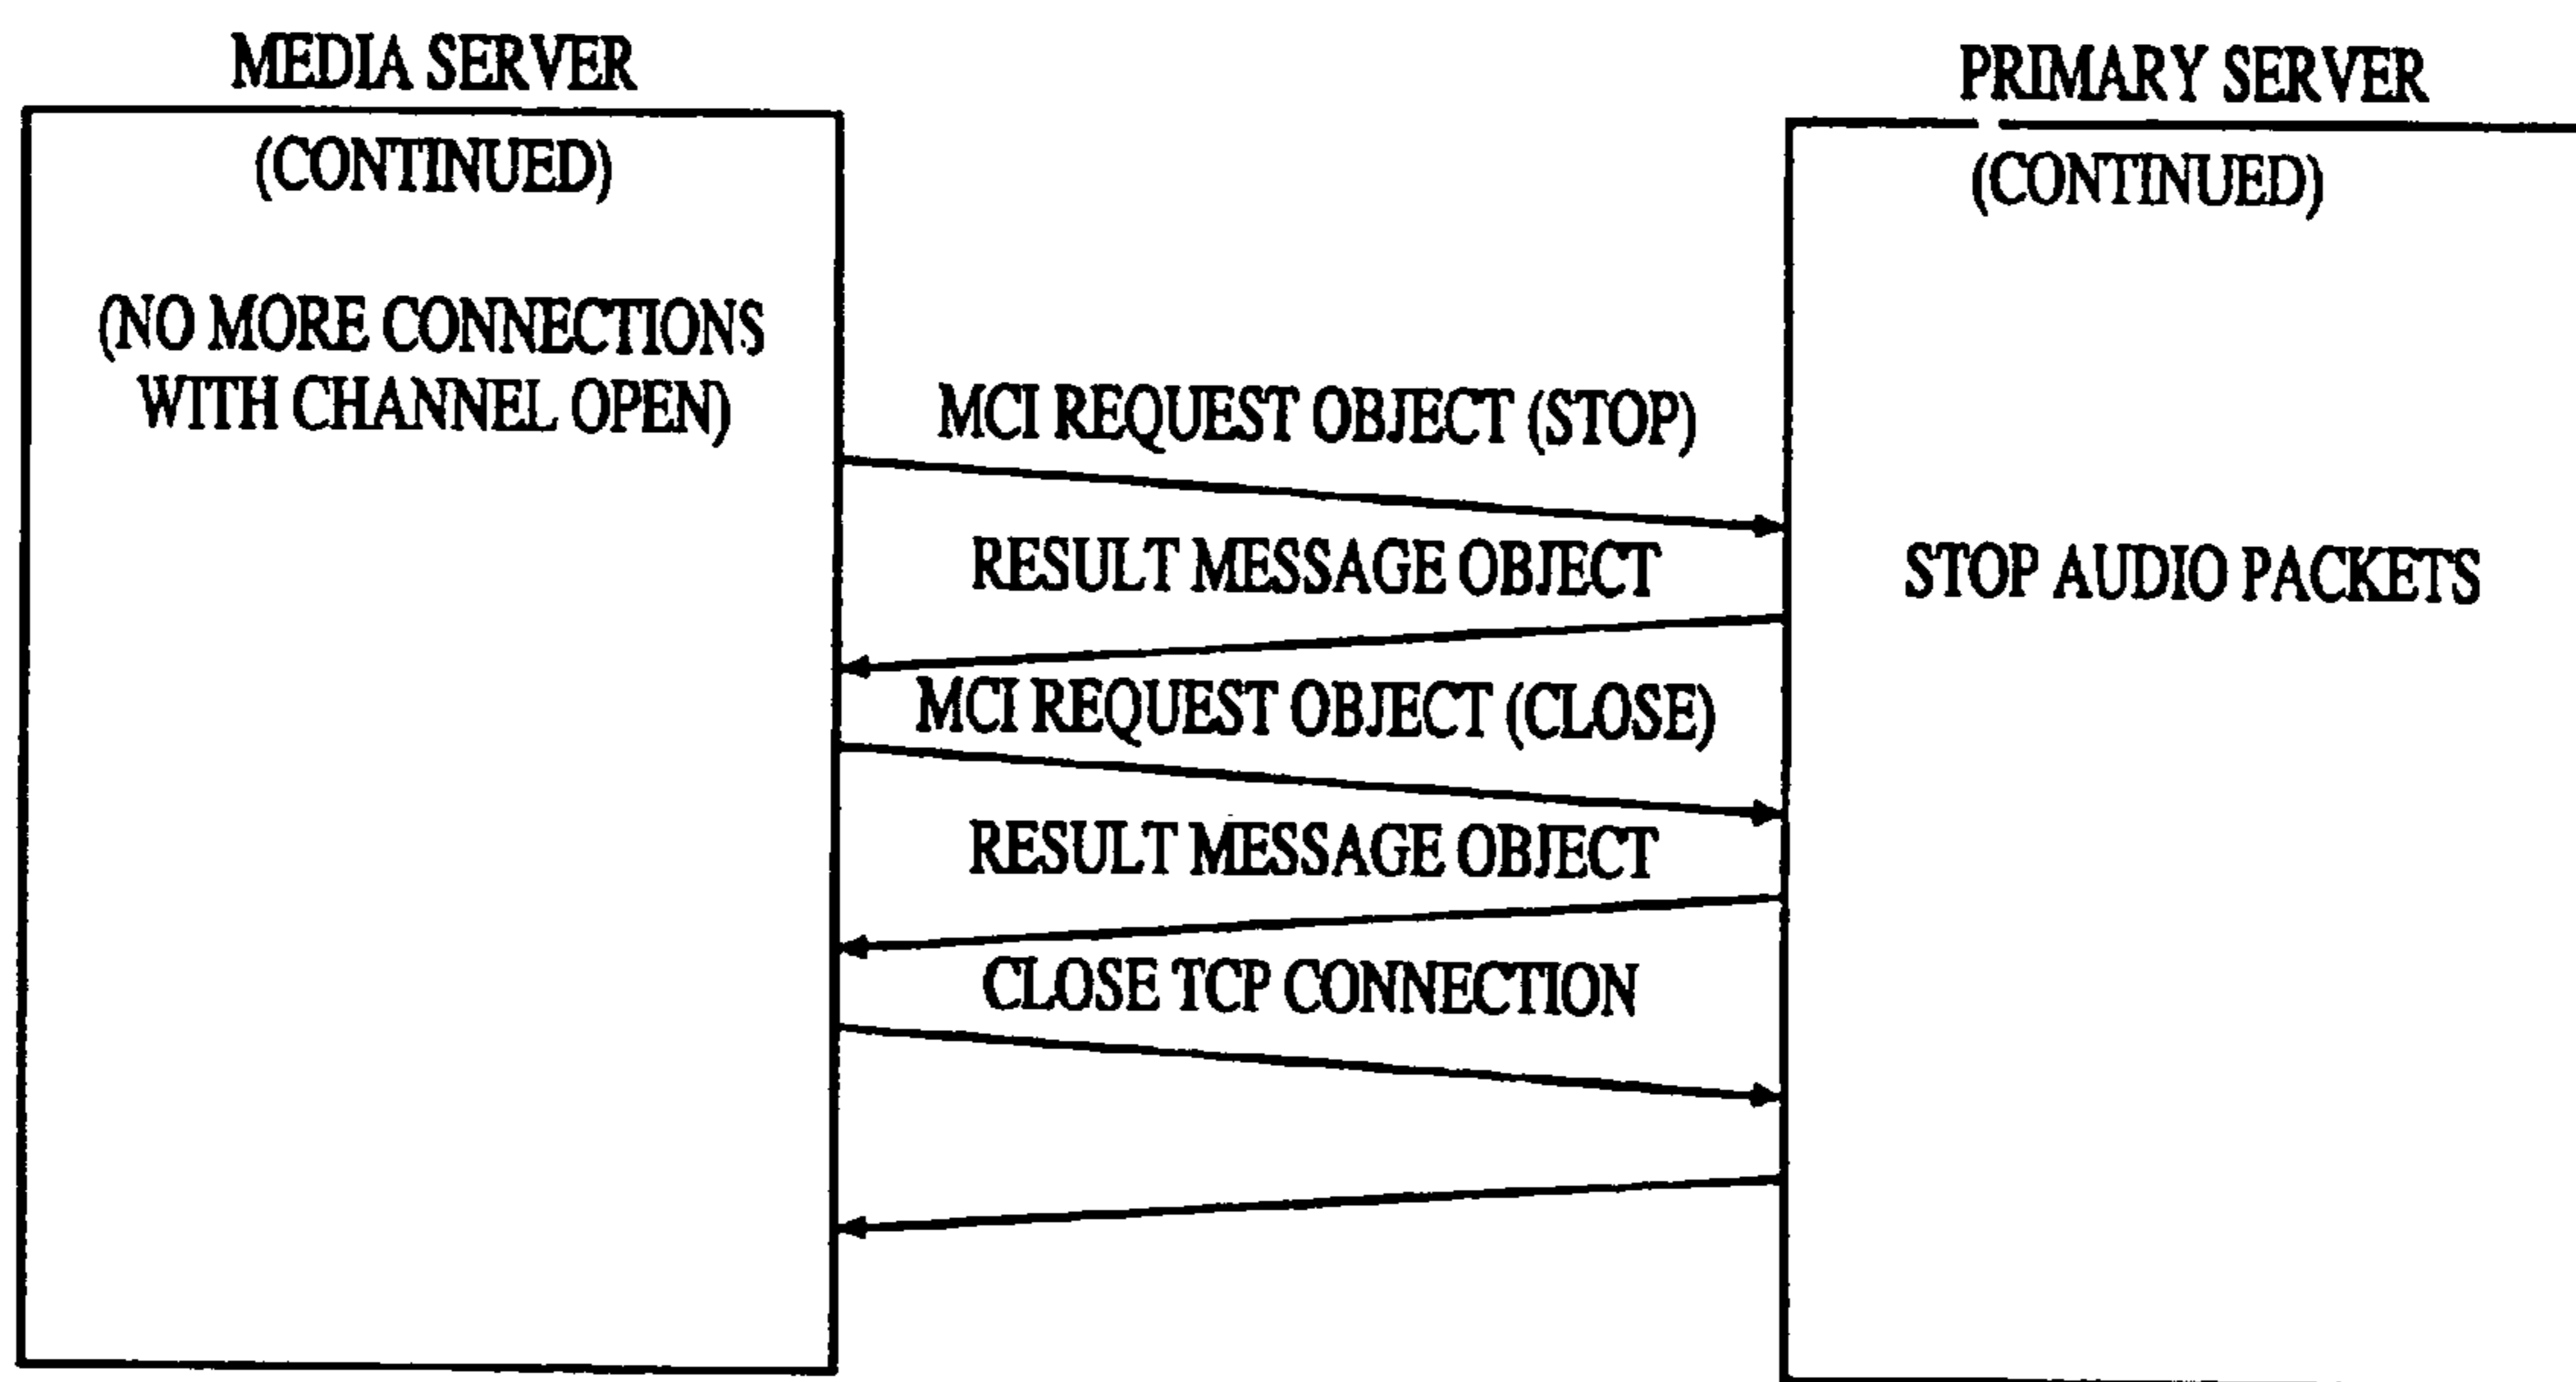 MEDIA SERVER
(CONTINUED)
(NO MORE CONNECTIONS
WITH CHANNEL OPEN)
PRIMARY SERVER
(CONTINUED)
MCI REQUEST OBJECT (STOP)
RESULT MESSAGE OBJECT
STOP AUDIO PACKETS
MCI REQUEST OBJECT (CLOSE)
RESULT MESSAGE OBJECT
CLOSE TCP CONNECTION